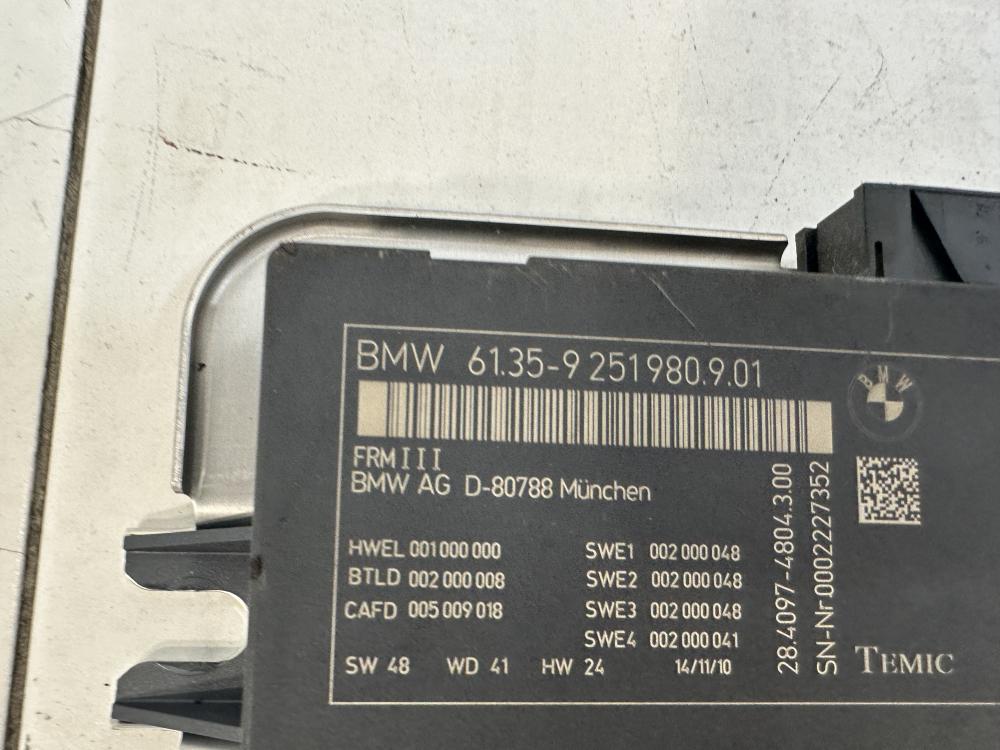 BMW 61.35-9 251 980.9.01
BMW
FRM III
BMW AG D-80788 München
HWEL 001 000 000
BTLD 002 000 008
CAFD 005 009 018
SWE1 002 000 048
SWE2 002 000 048
SWE3 002 000 048
SWE4 002 000 041
SW 48 WD 41 HW 24 14/11/10
28.4097-4804.3.00
SN-Nr 0002227352
TEMIC